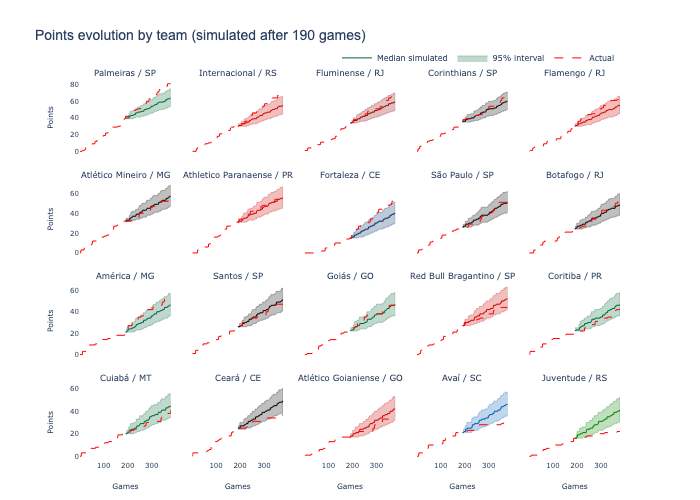 Points evolution by team (simulated after 190 games)
Median simulated 95% interval Actual
Palmeiras / SP Internacional / RS Fluminense / RJ Corinthians / SP Flamengo / RJ
80
60
Points
40
20
0
Atlético Mineiro / MG Athletico Paranaense / PR Fortaleza / CE São Paulo / SP Botafogo / RJ
60
Points
40
20
0
América / MG Santos / SP Goiás / GO Red Bull Bragantino / SP Coritiba / PR
60
Points
40
20
0
Cuiabá / MT Ceará / CE Atlético Goianiense / GO Avaí / SC Juventude / RS
60
Points
40
20
0
100 200 300 100 200 300 100 200 300 100 200 300 100 200 300
Games Games Games Games Games